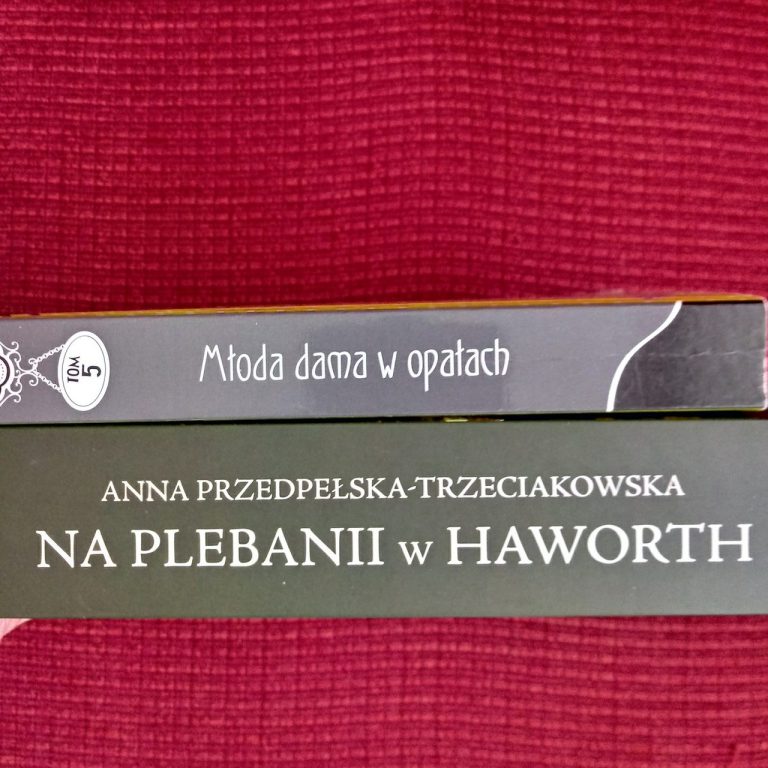 TOM
5
Młoda dama w opałach
ANNA PRZEDPEŁSKA-TRZECIAKOWSKA
NA PLEBANII w HAWORTH